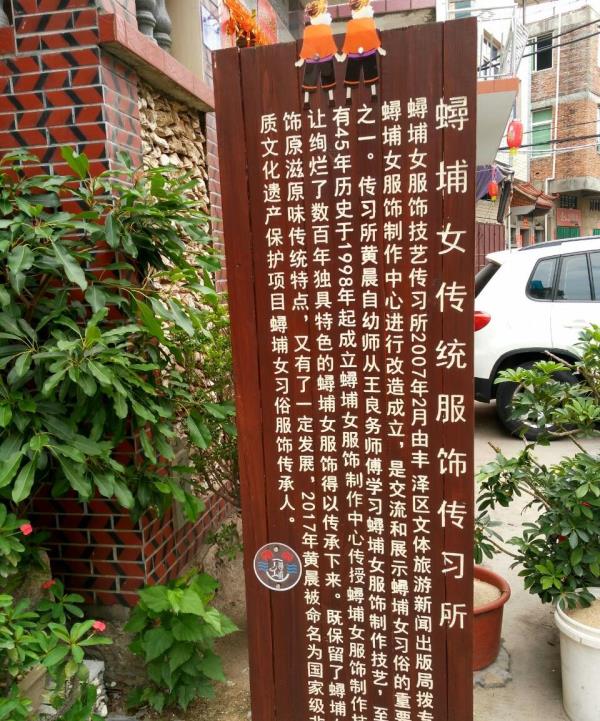 蟳埔女传统服饰传习所
蟳埔女服饰技艺传习所2007年2月由丰泽区文体旅游新闻出版局拨专
蟳埔女服饰制作中心进行改造成立，是交流和展示蟳埔女习俗的重要
之一。传习所黄晨自幼师从王良务师傅学习蟳埔女服饰制作技艺，至
有45年历史于1998年起成立蟳埔女服饰制作中心传授蟳埔女服饰制作技
让绚烂了数百年独具特色的蟳埔女服饰得以传承下来。既保留了蟳埔
饰原滋原味传统特点，又有了一定发展，2017年黄晨被命名为国家级非
质文化遗产保护项目蟳埔女习俗服饰传承人。